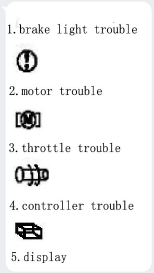 1.brake light trouble
2.motor trouble
M
3.throttle trouble
4.controller trouble
5.display